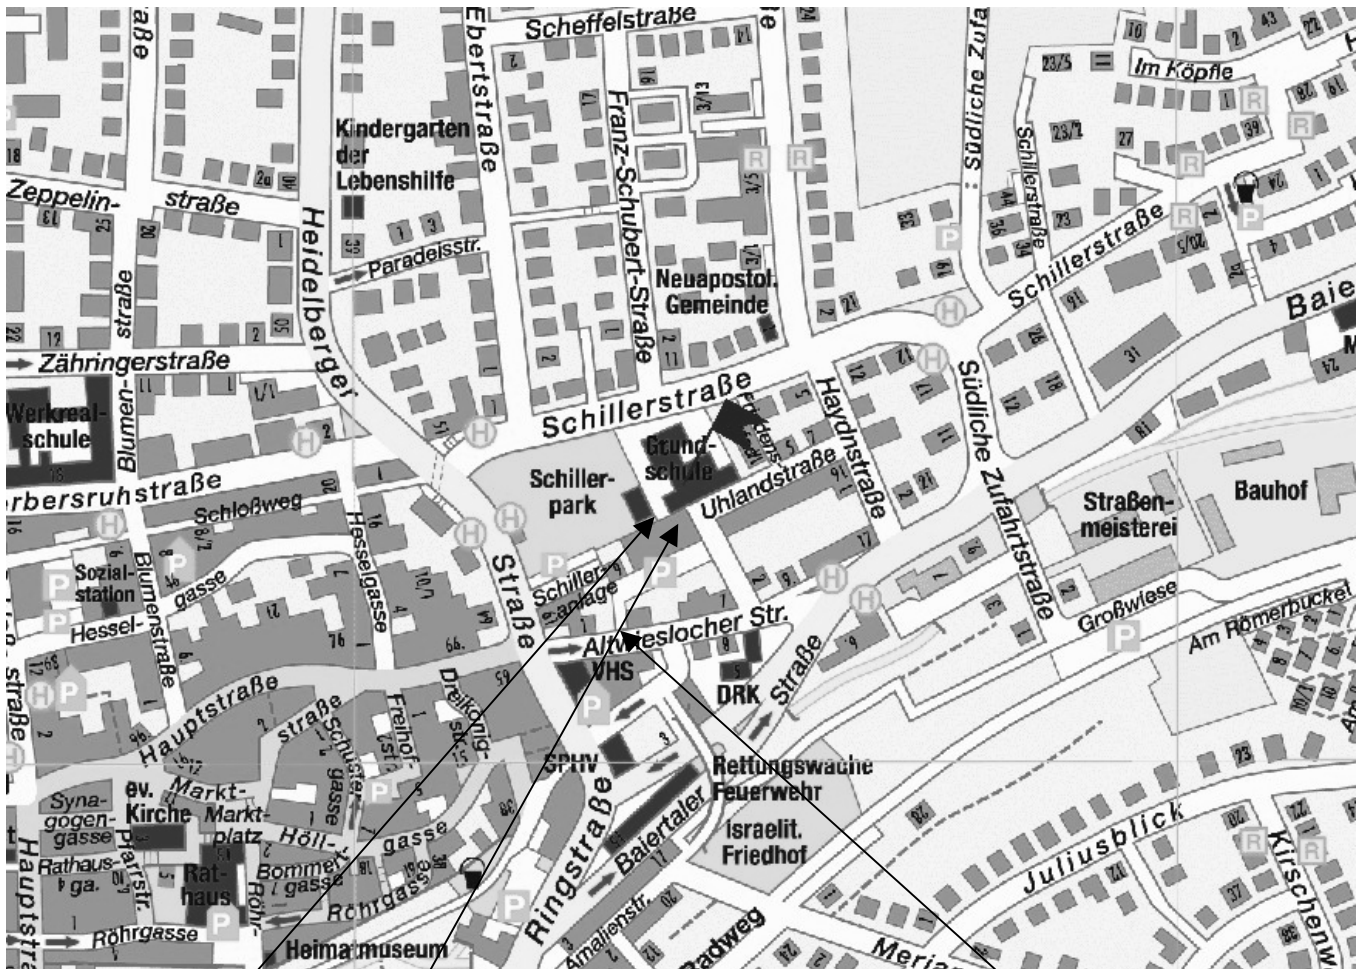 Scheffelstraße
Ebertstraße
Südliche Zufa
Im Köpfle
Kindergarten
der
Lebenshilfe
Zeppelin-
straße
Heidelberger
Straße
Paradelsstr.
Franz-Schubert-Straße
Neuapostol.
Gemeinde
Schillerstraße
Schillerstraße
Baie
Zähringerstraße
Blumen-
straße
Werkreal-
schule
Schillerstraße
Haydnstraße
Südliche Zufahrtstraße
Grund-
schule
Uhlandstraße
Schiller-
park
erbersruhstraße
Schloßweg
Hesselgasse
Straßen-
meisterei
Bauhof
Sozial-
station
Blumenstraße
Hessel-
gasse
Schiller-
anlage
Altwieslocher Str.
VHS
DRK
Straße
Großwiese
Am Römerbucket
Hauptstraße
Dreikönig-
str.
Freihof-
str.
Schuster
gasse
straße
SPHV
Rettungswache
Feuerwehr
israelit.
Friedhof
Ringstraße
Baiertaler
Juliusblick
Kirschenw
ev.
Kirche
Markt-
Markt-
platz
Syna-
gogen-
gasse
Rathaus-
ga.
Pfarrstr.
Rat-
haus
Höll-
gasse
Bommert-
gasse
Röhr-
Röhrgasse
Röhrgasse
Hauptstra
Heimatmuseum
Amalienstr.
Radweg
Merian